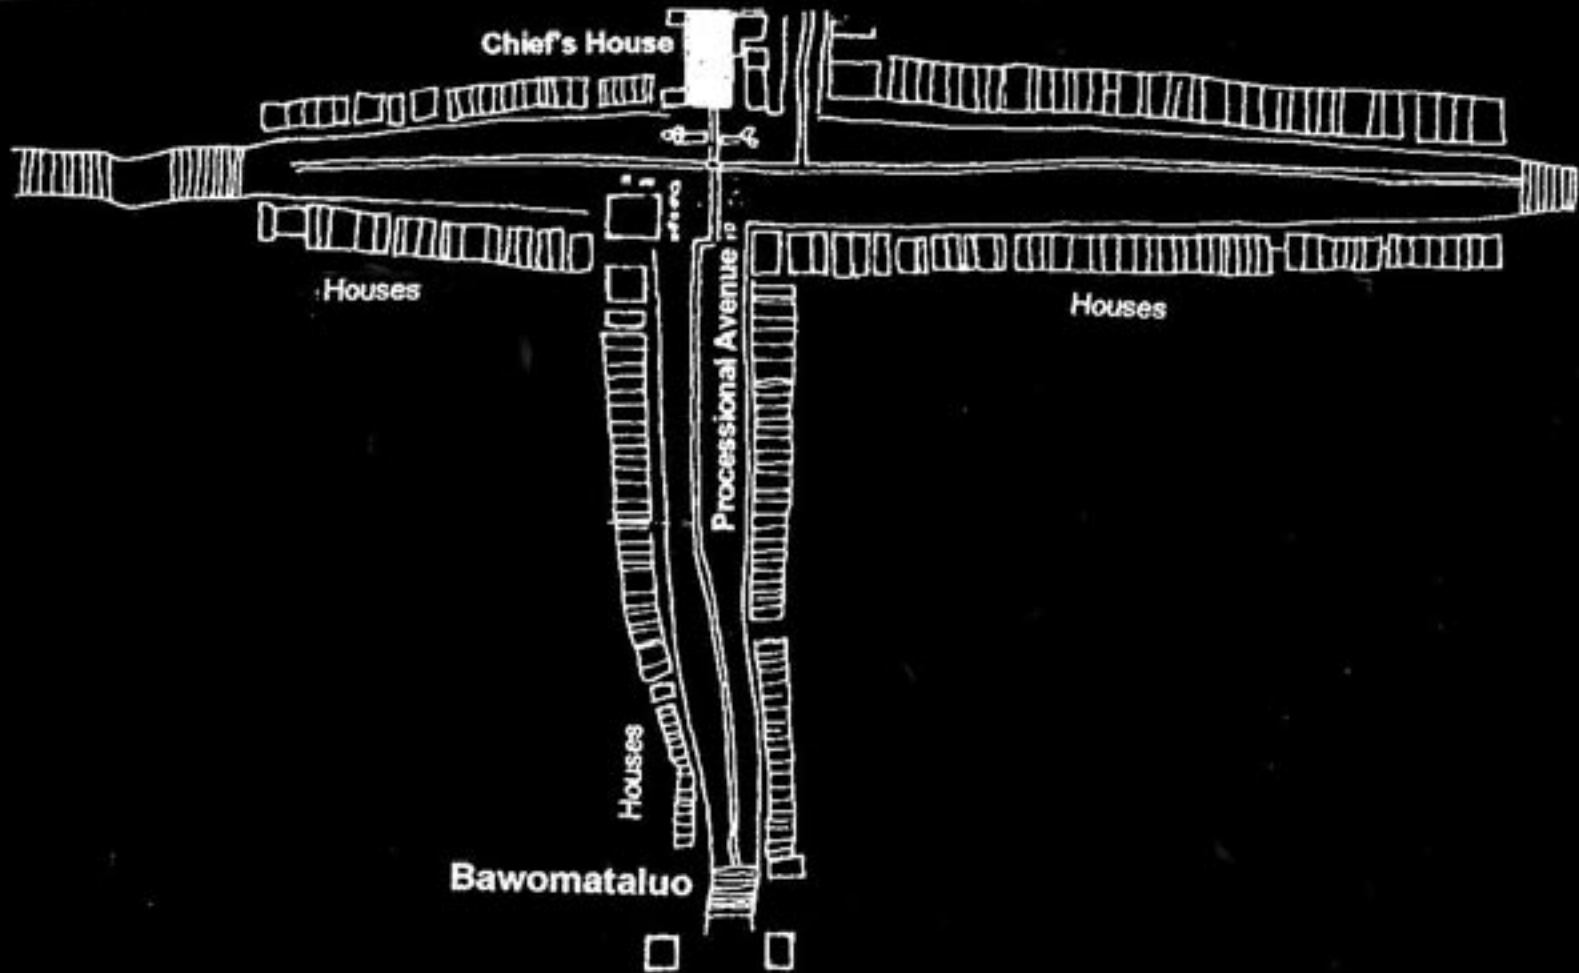 Chief's House
Houses
Processional Avenue
Houses
Houses
Bawomataluo